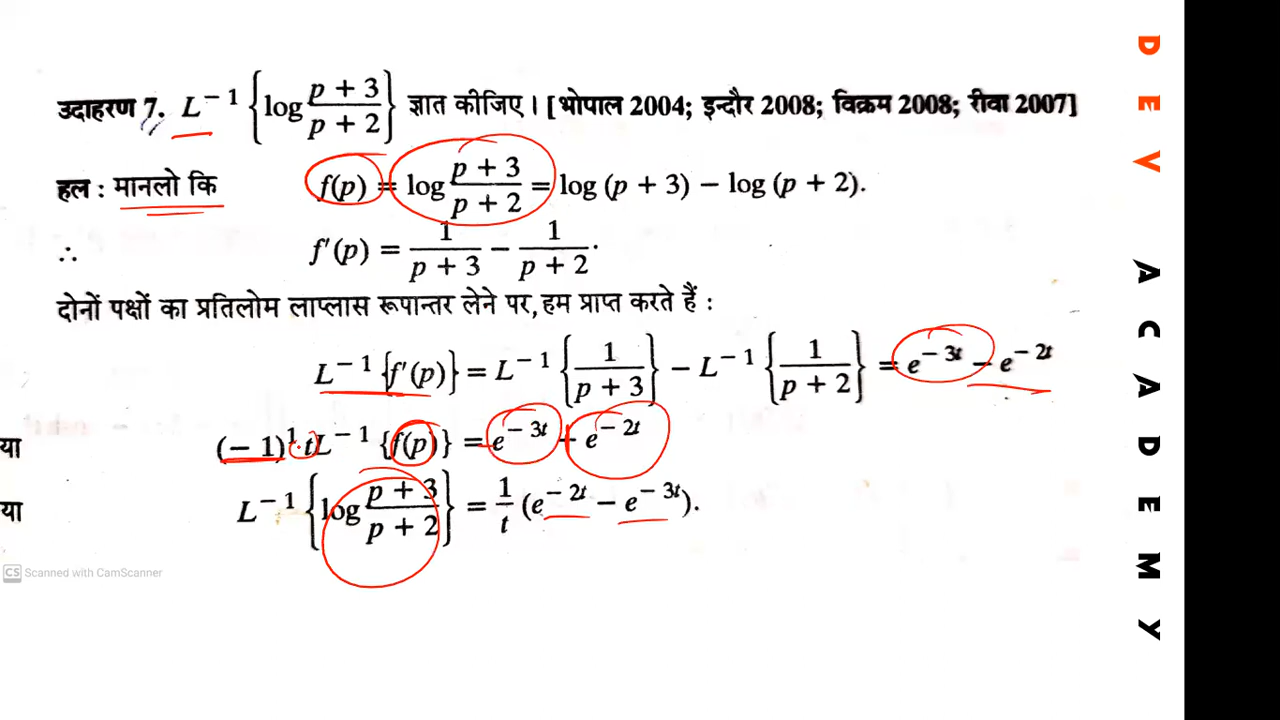 उदाहरण 7. L⁻¹ {log (p + 3)/(p + 2)} ज्ञात कीजिए। [भोपाल 2004; इन्दौर 2008; विक्रम 2008; रीवा 2007]
हल : मानलो कि f(p) = log (p + 3)/(p + 2) = log (p + 3) − log (p + 2).
∴ f′(p) = 1/(p + 3) − 1/(p + 2).
दोनों पक्षों का प्रतिलोम लाप्लास रूपान्तर लेने पर, हम प्राप्त करते हैं :
L⁻¹ {f′(p)} = L⁻¹ {1/(p + 3)} − L⁻¹ {1/(p + 2)} = e⁻³ᵗ − e⁻²ᵗ
या (− 1)¹ tL⁻¹ {f(p)} = e⁻³ᵗ − e⁻²ᵗ
या L⁻¹ {log (p + 3)/(p + 2)} = 1/t (e⁻²ᵗ − e⁻³ᵗ).
CS Scanned with CamScanner
DEV ACADEMY